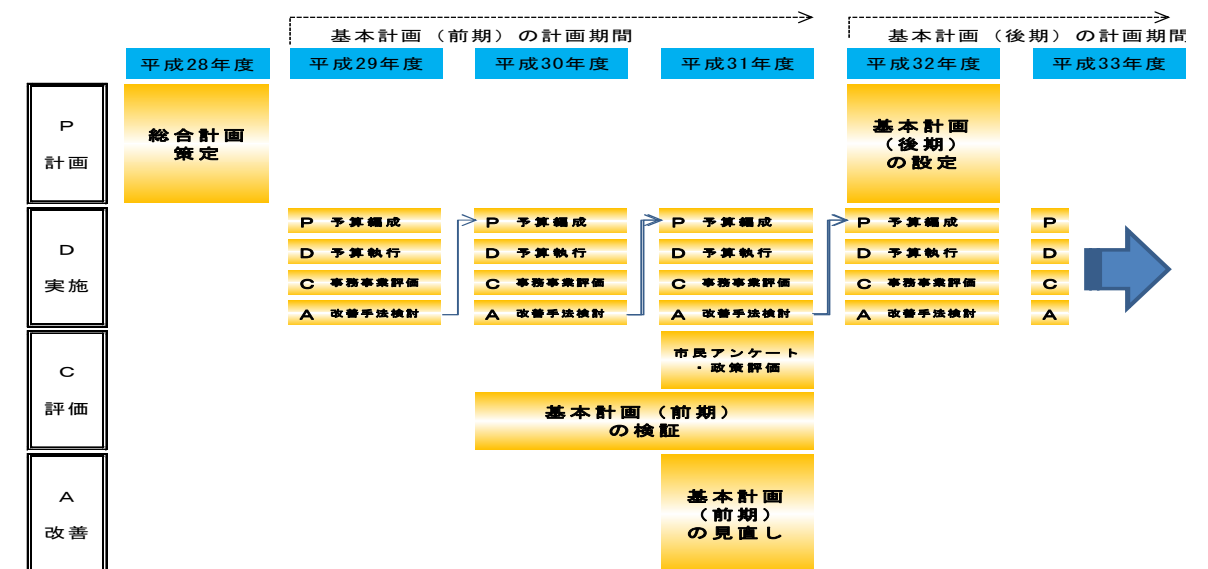 基本計画（前期）の計画期間
基本計画（後期）の計画期間
平成28年度
平成29年度
平成30年度
平成31年度
平成32年度
平成33年度
P
計画
総合計画
策定
基本計画
（後期）
の設定
D
実施
P 予算編成
D 予算執行
C 事務事業評価
A 改善手法検討
P 予算編成
D 予算執行
C 事務事業評価
A 改善手法検討
P 予算編成
D 予算執行
C 事務事業評価
A 改善手法検討
P 予算編成
D 予算執行
C 事務事業評価
A 改善手法検討
P
D
C
A
C
評価
市民アンケート
・政策評価
基本計画（前期）
の検証
A
改善
基本計画
（前期）
の見直し